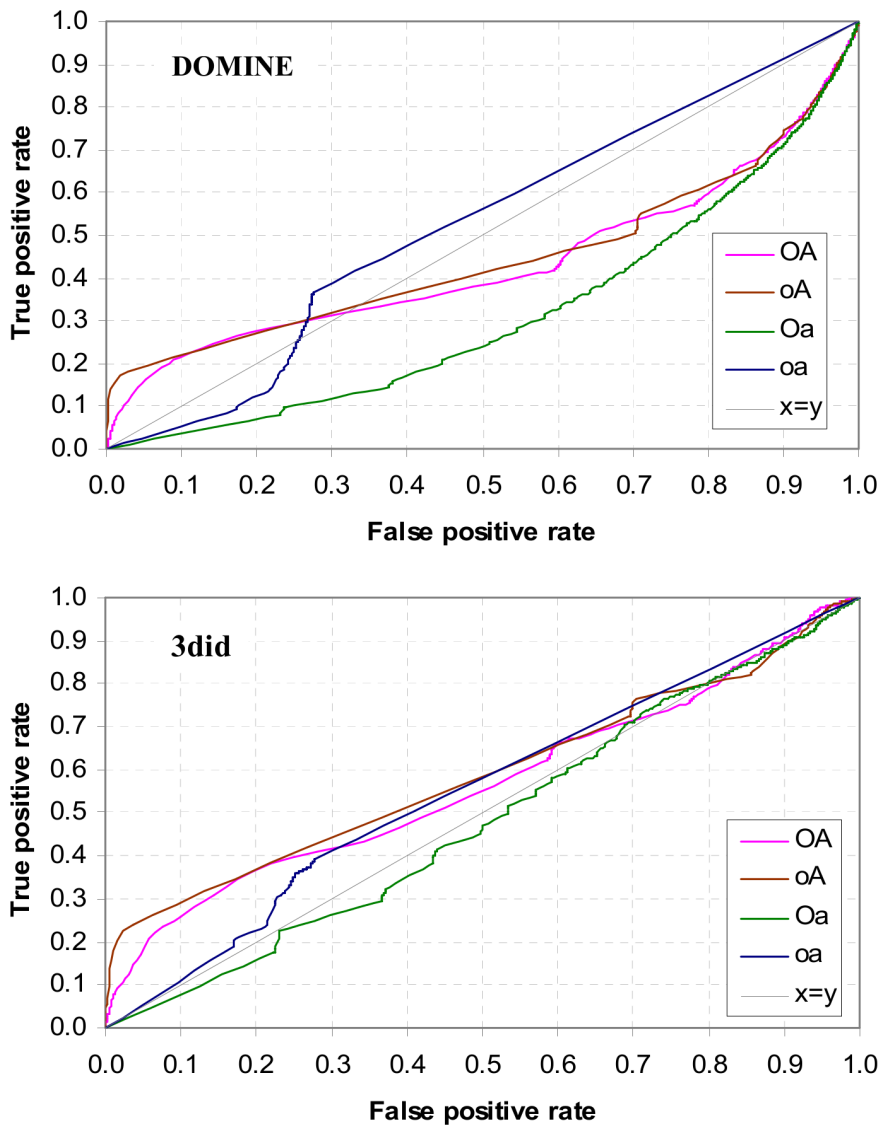 DOMINE
True positive rate
1.0
0.9
0.8
0.7
0.6
0.5
0.4
0.3
0.2
0.1
0.0
OA
oA
Oa
oa
x=y
0.0 0.1 0.2 0.3 0.4 0.5 0.6 0.7 0.8 0.9 1.0
False positive rate
3did
True positive rate
1.0
0.9
0.8
0.7
0.6
0.5
0.4
0.3
0.2
0.1
0.0
OA
oA
Oa
oa
x=y
0.0 0.1 0.2 0.3 0.4 0.5 0.6 0.7 0.8 0.9 1.0
False positive rate